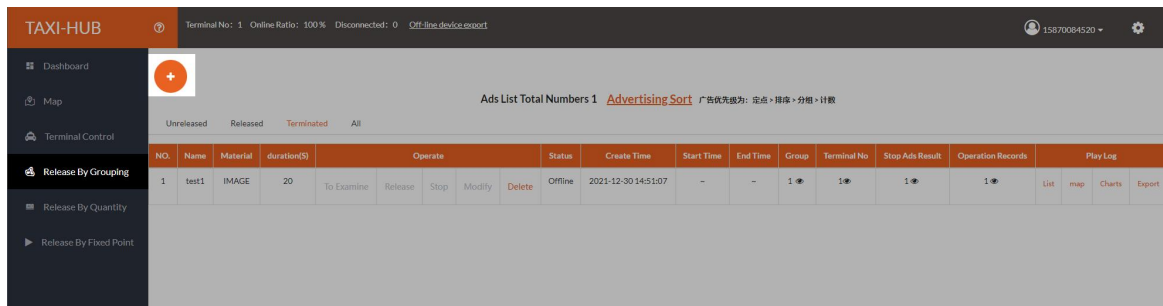 TAXI-HUB
Terminal No：1 Online Ratio：100 % Disconnected：0 Off-line device export
15870084520
Dashboard
Map
Terminal Control
Release By Grouping
Release By Quantity
Release By Fixed Point
Ads List Total Numbers 1 Advertising Sort 广告优先级为：定点 > 排序 > 分组 > 计数
Unreleased Released Terminated All
NO. Name Material duration(S) Operate Status Create Time Start Time End Time Group Terminal No Stop Ads Result Operation Records Play Log
1 test1 IMAGE 20 To Examine Release Stop Modify Delete Offline 2021-12-30 14:51:07 – – 1 1 1 1 List map Charts Export